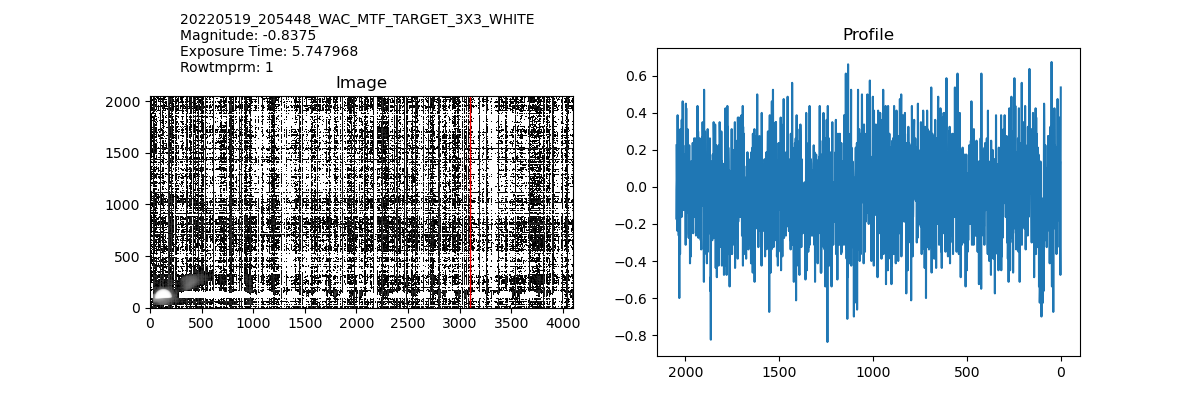 20220519_205448_WAC_MTF_TARGET_3X3_WHITE
Magnitude: -0.8375
Exposure Time: 5.747968
Rowtmprm: 1
Image
2000
1500
1000
500
0
0 500 1000 1500 2000 2500 3000 3500 4000
Profile
0.6
0.4
0.2
0.0
−0.2
−0.4
−0.6
−0.8
2000 1500 1000 500 0